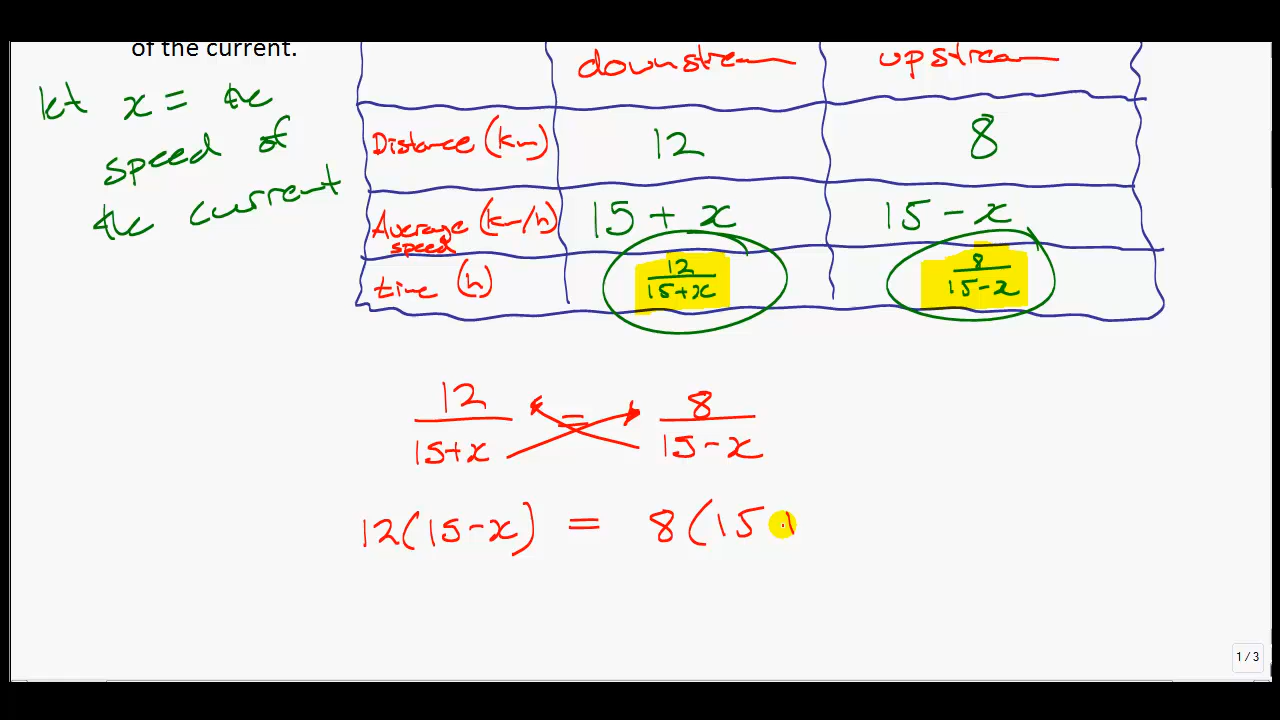 of the current.
let x = the
speed of
the current
downstream upstream
Distance (km) 12 8
Average speed (km/h) 15 + x 15 - x
time (h) 12/15+x 8/15-x
12/15+x = 8/15-x
12(15-x) = 8(15
1/3